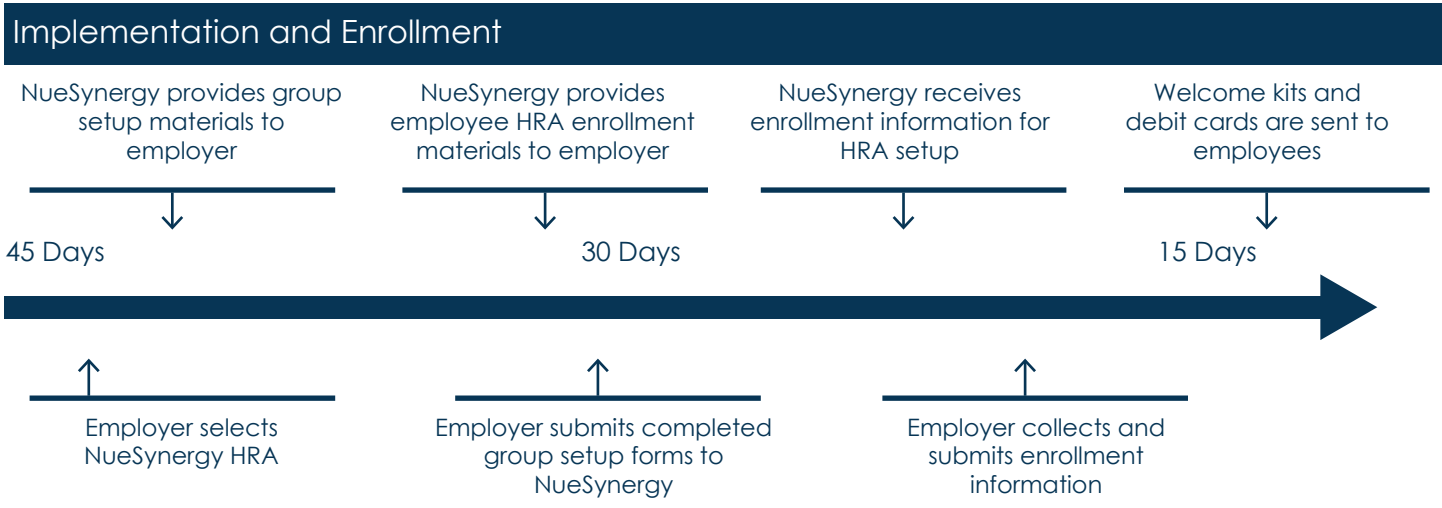 Implementation and Enrollment
NueSynergy provides group
setup materials to
employer
NueSynergy provides
employee HRA enrollment
materials to employer
NueSynergy receives
enrollment information for
HRA setup
Welcome kits and
debit cards are sent to
employees
45 Days
30 Days
15 Days
Employer selects
NueSynergy HRA
Employer submits completed
group setup forms to
NueSynergy
Employer collects and
submits enrollment
information